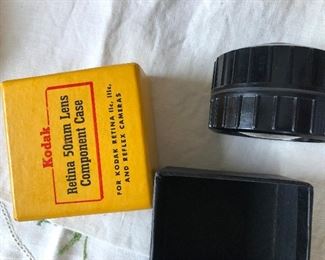 Kodak
Retina 50mm Lens
Component Case
FOR KODAK RETINA IIc, IIIc,
AND REFLEX CAMERAS